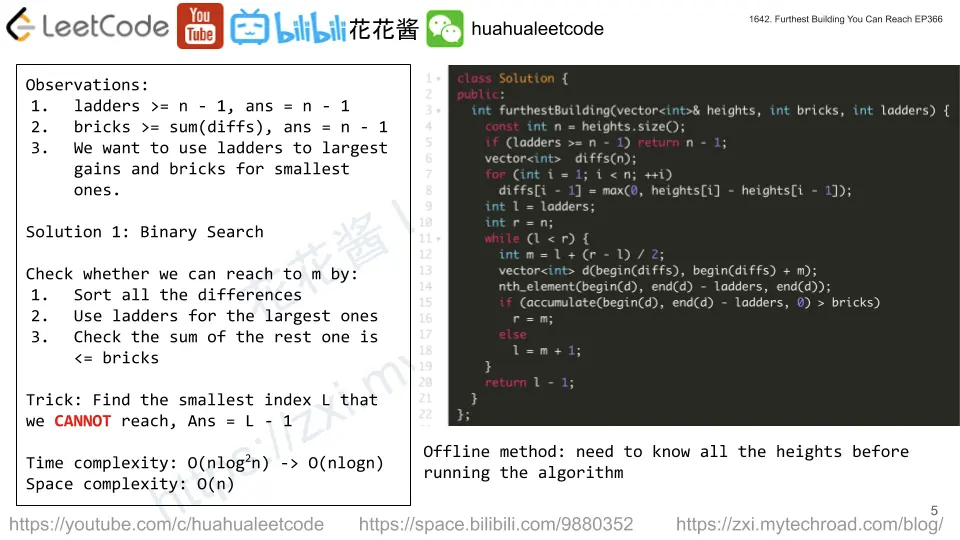 LeetCode You Tube bilibili 花花酱 huahualeetcode
1642. Furthest Building You Can Reach EP366
Observations:
1. ladders >= n - 1, ans = n - 1
2. bricks >= sum(diffs), ans = n - 1
3. We want to use ladders to largest
gains and bricks for smallest
ones.
Solution 1: Binary Search
Check whether we can reach to m by:
1. Sort all the differences
2. Use ladders for the largest ones
3. Check the sum of the rest one is
<= bricks
Trick: Find the smallest index L that
we CANNOT reach, Ans = L - 1
Time complexity: O(nlog²n) -> O(nlogn)
Space complexity: O(n)
1 class Solution {
2 public:
3 int furthestBuilding(vector<int>& heights, int bricks, int ladders) {
4 const int n = heights.size();
5 if (ladders >= n - 1) return n - 1;
6 vector<int> diffs(n);
7 for (int i = 1; i < n; ++i)
8 diffs[i - 1] = max(0, heights[i] - heights[i - 1]);
9 int l = ladders;
10 int r = n;
11 while (l < r) {
12 int m = l + (r - l) / 2;
13 vector<int> d(begin(diffs), begin(diffs) + m);
14 nth_element(begin(d), end(d) - ladders, end(d));
15 if (accumulate(begin(d), end(d) - ladders, 0) > bricks)
16 r = m;
17 else
18 l = m + 1;
19 }
20 return l - 1;
21 }
22 };
Offline method: need to know all the heights before
running the algorithm
花花酱
https://zxi.my
5
https://youtube.com/c/huahualeetcode https://space.bilibili.com/9880352 https://zxi.mytechroad.com/blog/